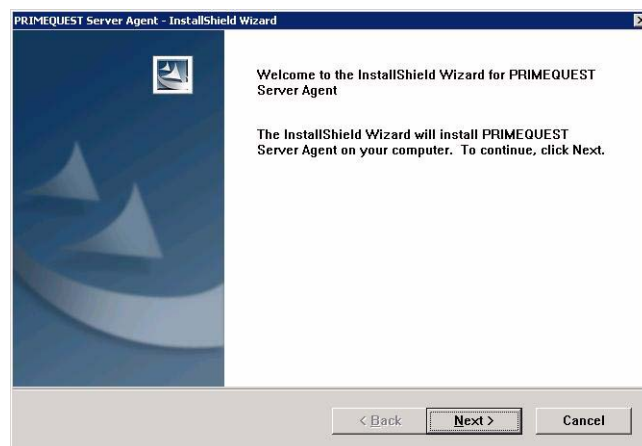 PRIMEQUEST Server Agent - InstallShield Wizard
Welcome to the InstallShield Wizard for PRIMEQUEST
Server Agent
The InstallShield Wizard will install PRIMEQUEST
Server Agent on your computer. To continue, click Next.
< Back
Next >
Cancel